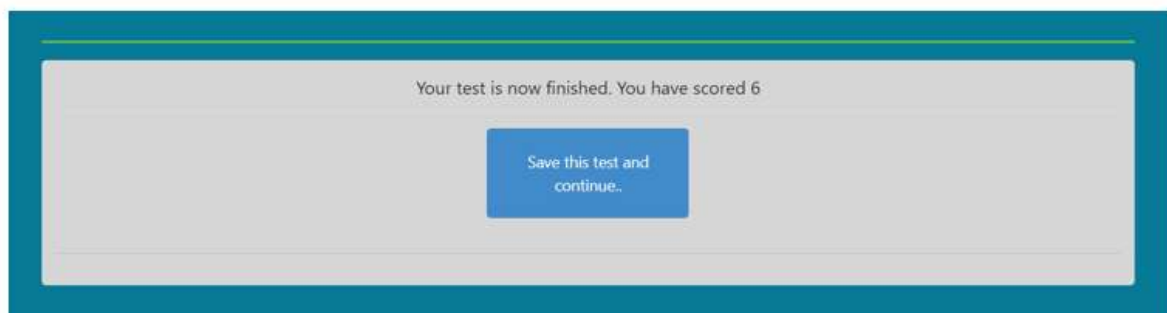 Your test is now finished. You have scored 6
Save this test and
continue..